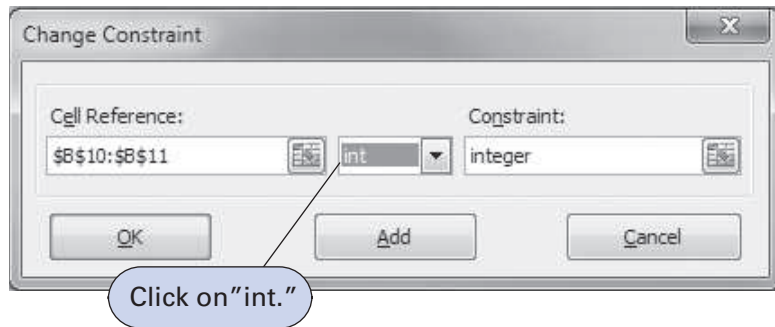 Change Constraint
Cell Reference:
Constraint:
$B$10:$B$11
int
integer
OK
Add
Cancel
Click on"int."